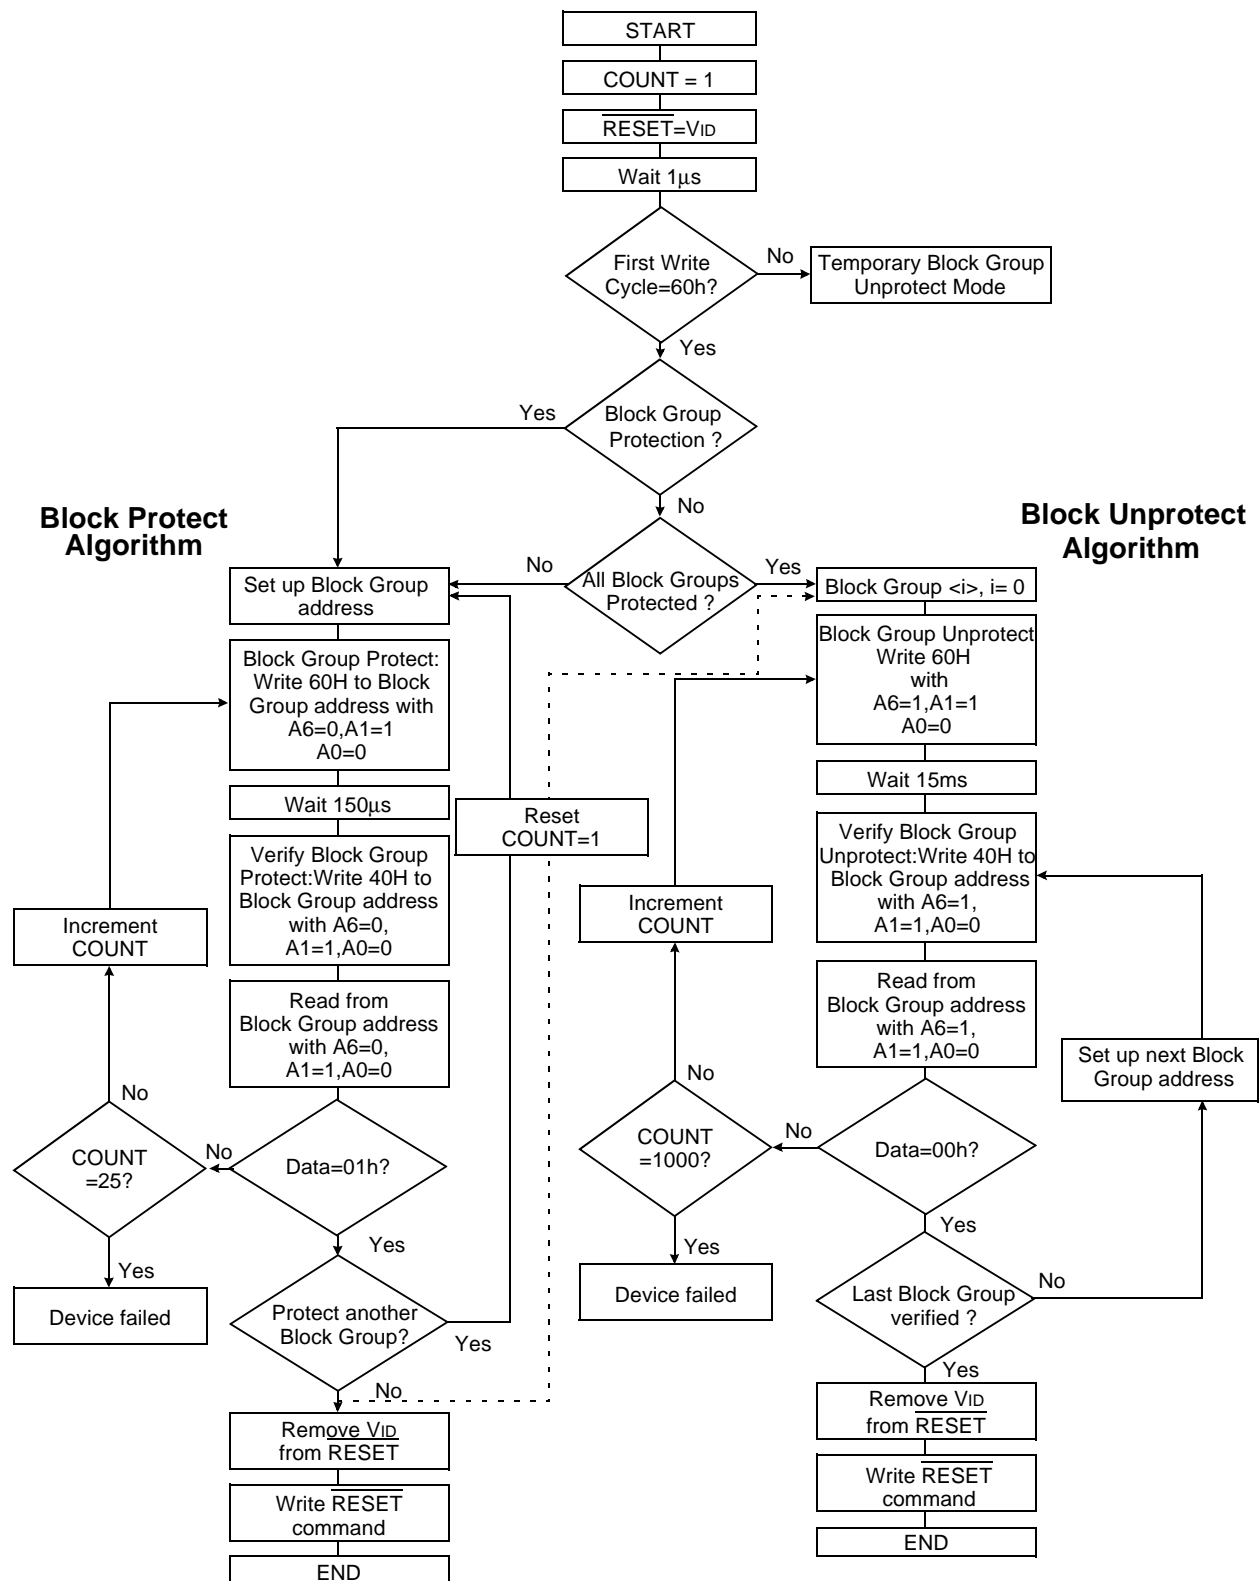 START
COUNT = 1
RESET=VID
Wait 1μs
First Write
Cycle=60h?
No
Temporary Block Group
Unprotect Mode
Yes
Block Group
Protection ?
Yes
No
Block Protect
Algorithm
Block Unprotect
Algorithm
All Block Groups
Protected ?
No
Yes
Set up Block Group
address
Block Group Protect:
Write 60H to Block
Group address with
A6=0,A1=1
A0=0
Wait 150μs
Reset
COUNT=1
Verify Block Group
Protect:Write 40H to
Block Group address
with A6=0,
A1=1,A0=0
Increment
COUNT
Read from
Block Group address
with A6=0,
A1=1,A0=0
No
COUNT
=25?
No
Data=01h?
Yes
Yes
Device failed
Protect another
Block Group?
Yes
No
Remove VID
from RESET
Write RESET
command
END
Block Group <i>, i= 0
Block Group Unprotect
Write 60H
with
A6=1,A1=1
A0=0
Wait 15ms
Verify Block Group
Unprotect:Write 40H to
Block Group address
with A6=1,
A1=1,A0=0
Increment
COUNT
Read from
Block Group address
with A6=1,
A1=1,A0=0
Set up next Block
Group address
No
COUNT
=1000?
No
Data=00h?
Yes
Yes
Device failed
Last Block Group
verified ?
No
Yes
Remove VID
from RESET
Write RESET
command
END